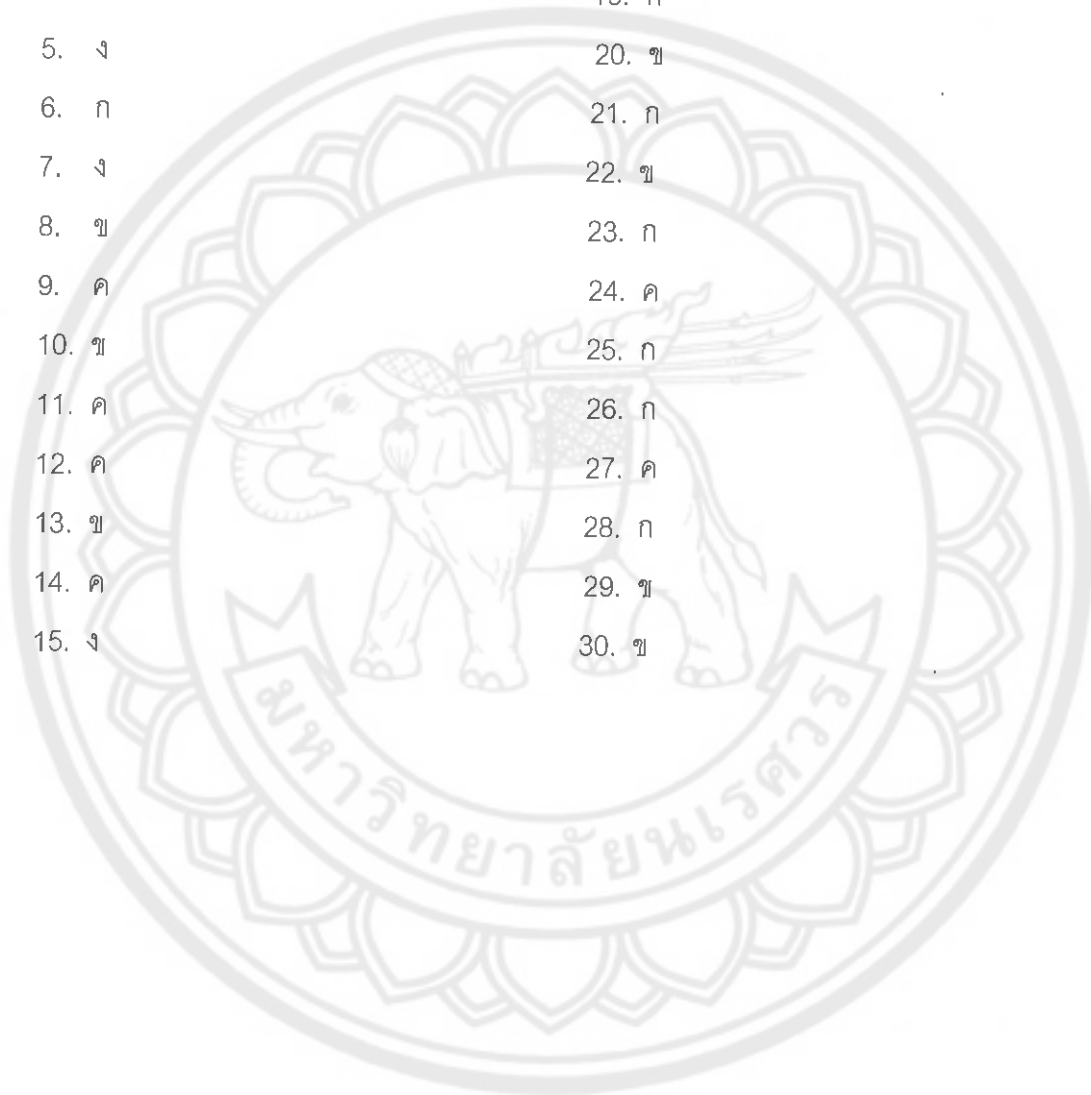 5. ง
6. ก
7. ง
8. ข
9. ค
10. ข
11. ค
12. ค
13. ข
14. ค
15. ง
20. ข
21. ก
22. ข
23. ก
24. ค
25. ก
26. ก
27. ค
28. ก
29. ข
30. ข
มหาวิทยาลัยนเรศวร